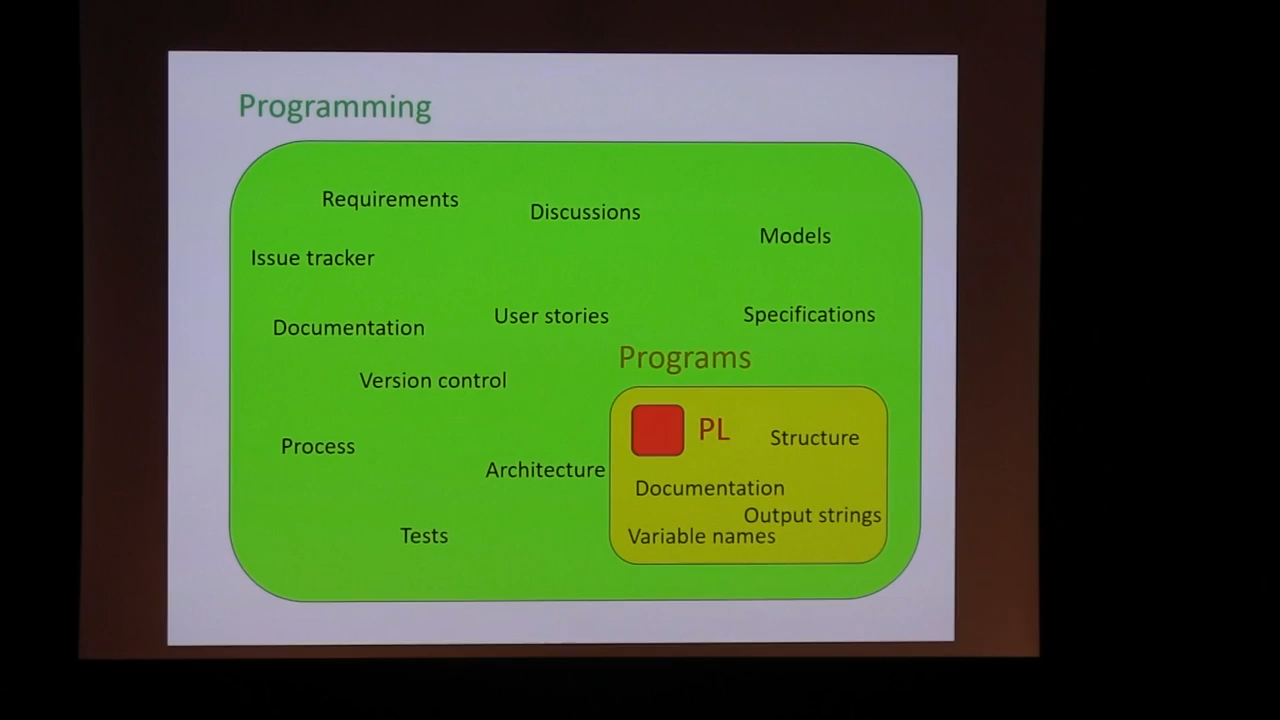 Programming
Requirements
Discussions
Models
Issue tracker
User stories
Specifications
Documentation
Programs
Version control
PL
Structure
Process
Architecture
Documentation
Output strings
Variable names
Tests